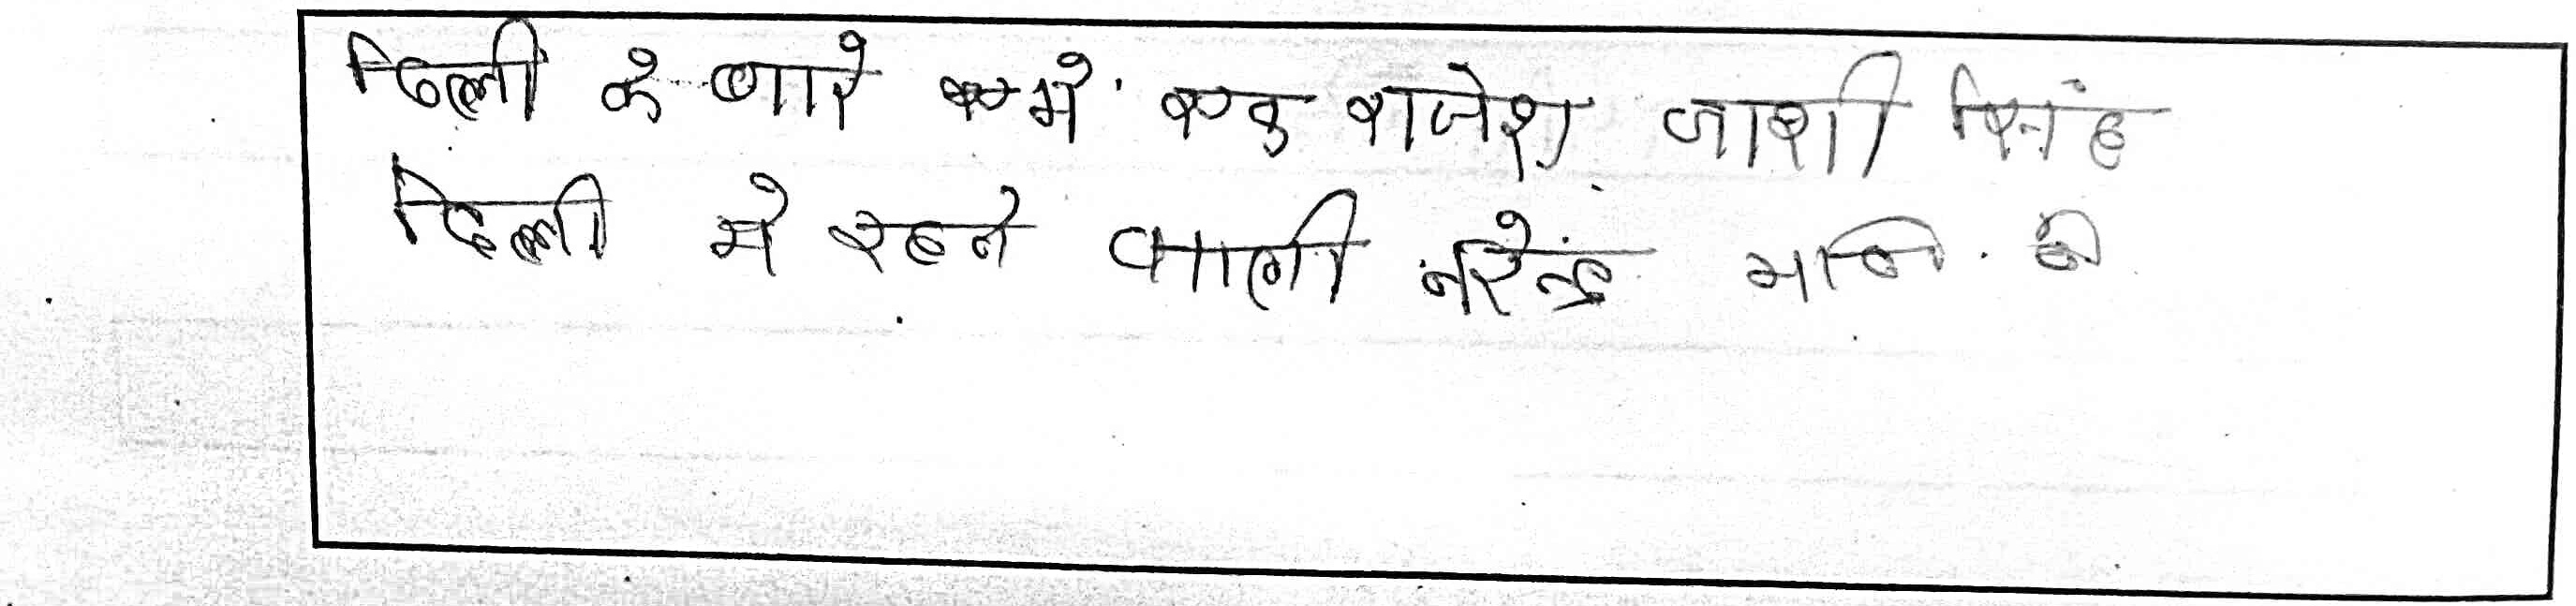 दिल्ली के बारे में राजेश जाशी सिंह
दिल्ली मे रहने वाली नरेन्द्र